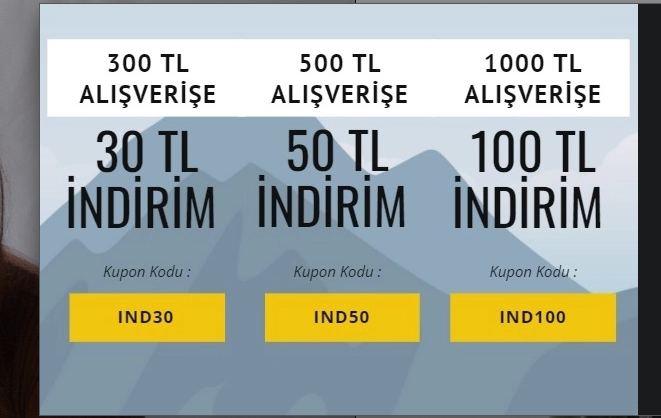 300 TL
ALIŞVERİŞE
30 TL
İNDİRİM
Kupon Kodu :
IND30
500 TL
ALIŞVERİŞE
50 TL
İNDİRİM
Kupon Kodu :
IND50
1000 TL
ALIŞVERİŞE
100 TL
İNDİRİM
Kupon Kodu :
IND100